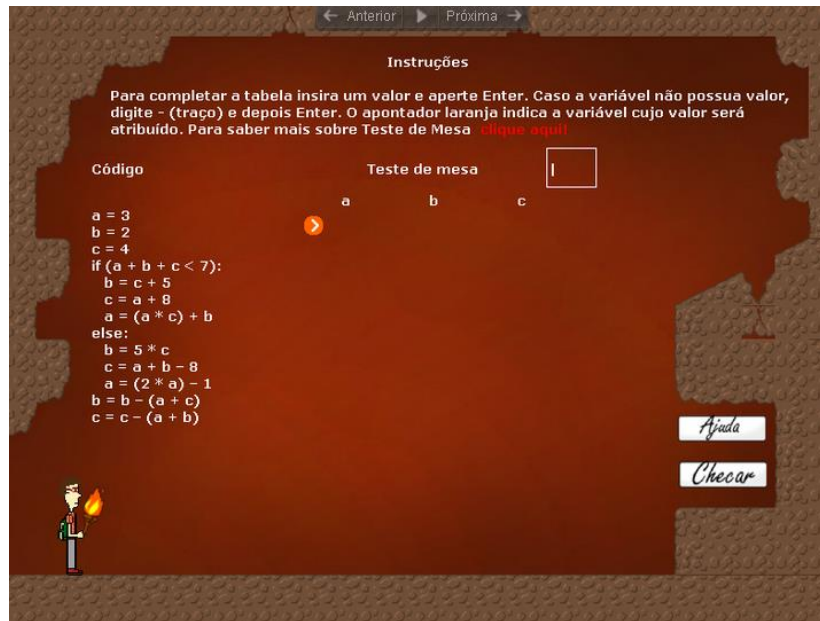 ← Anterior ▶ Próxima →
Instruções
Para completar a tabela insira um valor e aperte Enter. Caso a variável não possua valor,
digite - (traço) e depois Enter. O apontador laranja indica a variável cujo valor será
atribuído. Para saber mais sobre Teste de Mesa clique aqui!
Código Teste de mesa
a b c
a = 3
b = 2
c = 4
if (a + b + c < 7):
b = c + 5
c = a + 8
a = (a * c) + b
else:
b = 5 * c
c = a + b - 8
a = (2 * a) - 1
b = b - (a + c)
c = c - (a + b)
Ajuda
Checar